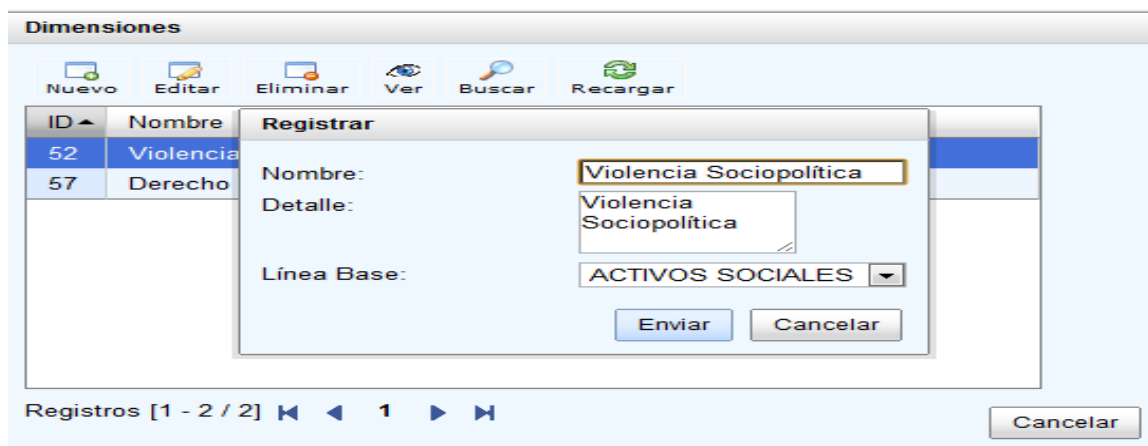 Dimensiones
Nuevo Editar Eliminar Ver Buscar Recargar
ID Nombre
52 Violencia
57 Derecho
Registrar
Nombre: Violencia Sociopolítica
Detalle: Violencia
Sociopolítica
Línea Base: ACTIVOS SOCIALES
Enviar Cancelar
Registros [1 - 2 / 2] 1
Cancelar